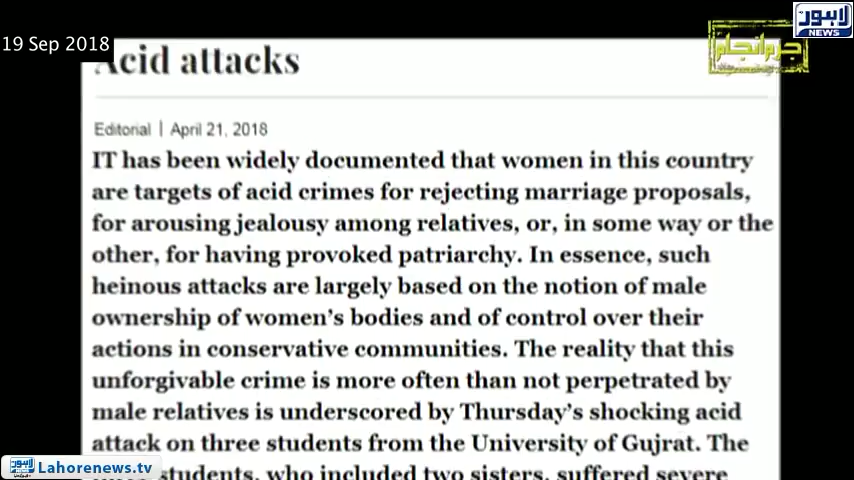 19 Sep 2018
لاہور
NEWS
جرم انجام
Acid attacks
Editorial | April 21, 2018
IT has been widely documented that women in this country
are targets of acid crimes for rejecting marriage proposals,
for arousing jealousy among relatives, or, in some way or the
other, for having provoked patriarchy. In essence, such
heinous attacks are largely based on the notion of male
ownership of women's bodies and of control over their
actions in conservative communities. The reality that this
unforgivable crime is more often than not perpetrated by
male relatives is underscored by Thursday's shocking acid
attack on three students from the University of Gujrat. The
students, who included two sisters, suffered severe
Lahorenews.tv